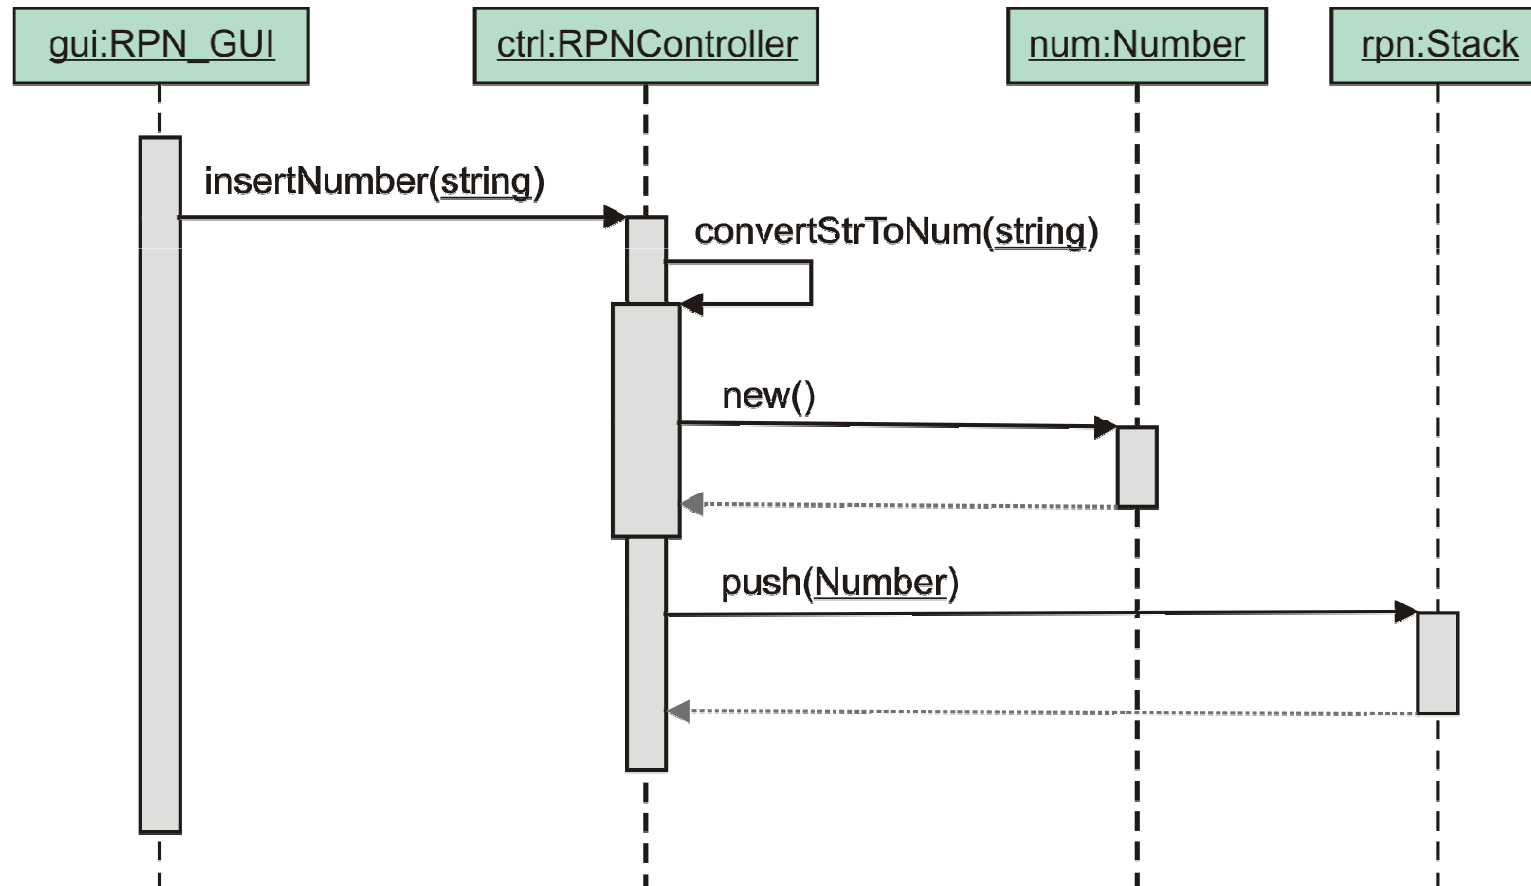 gui:RPN_GUI
ctrl:RPNController
num:Number
rpn:Stack
insertNumber(string)
convertStrToNum(string)
new()
push(Number)